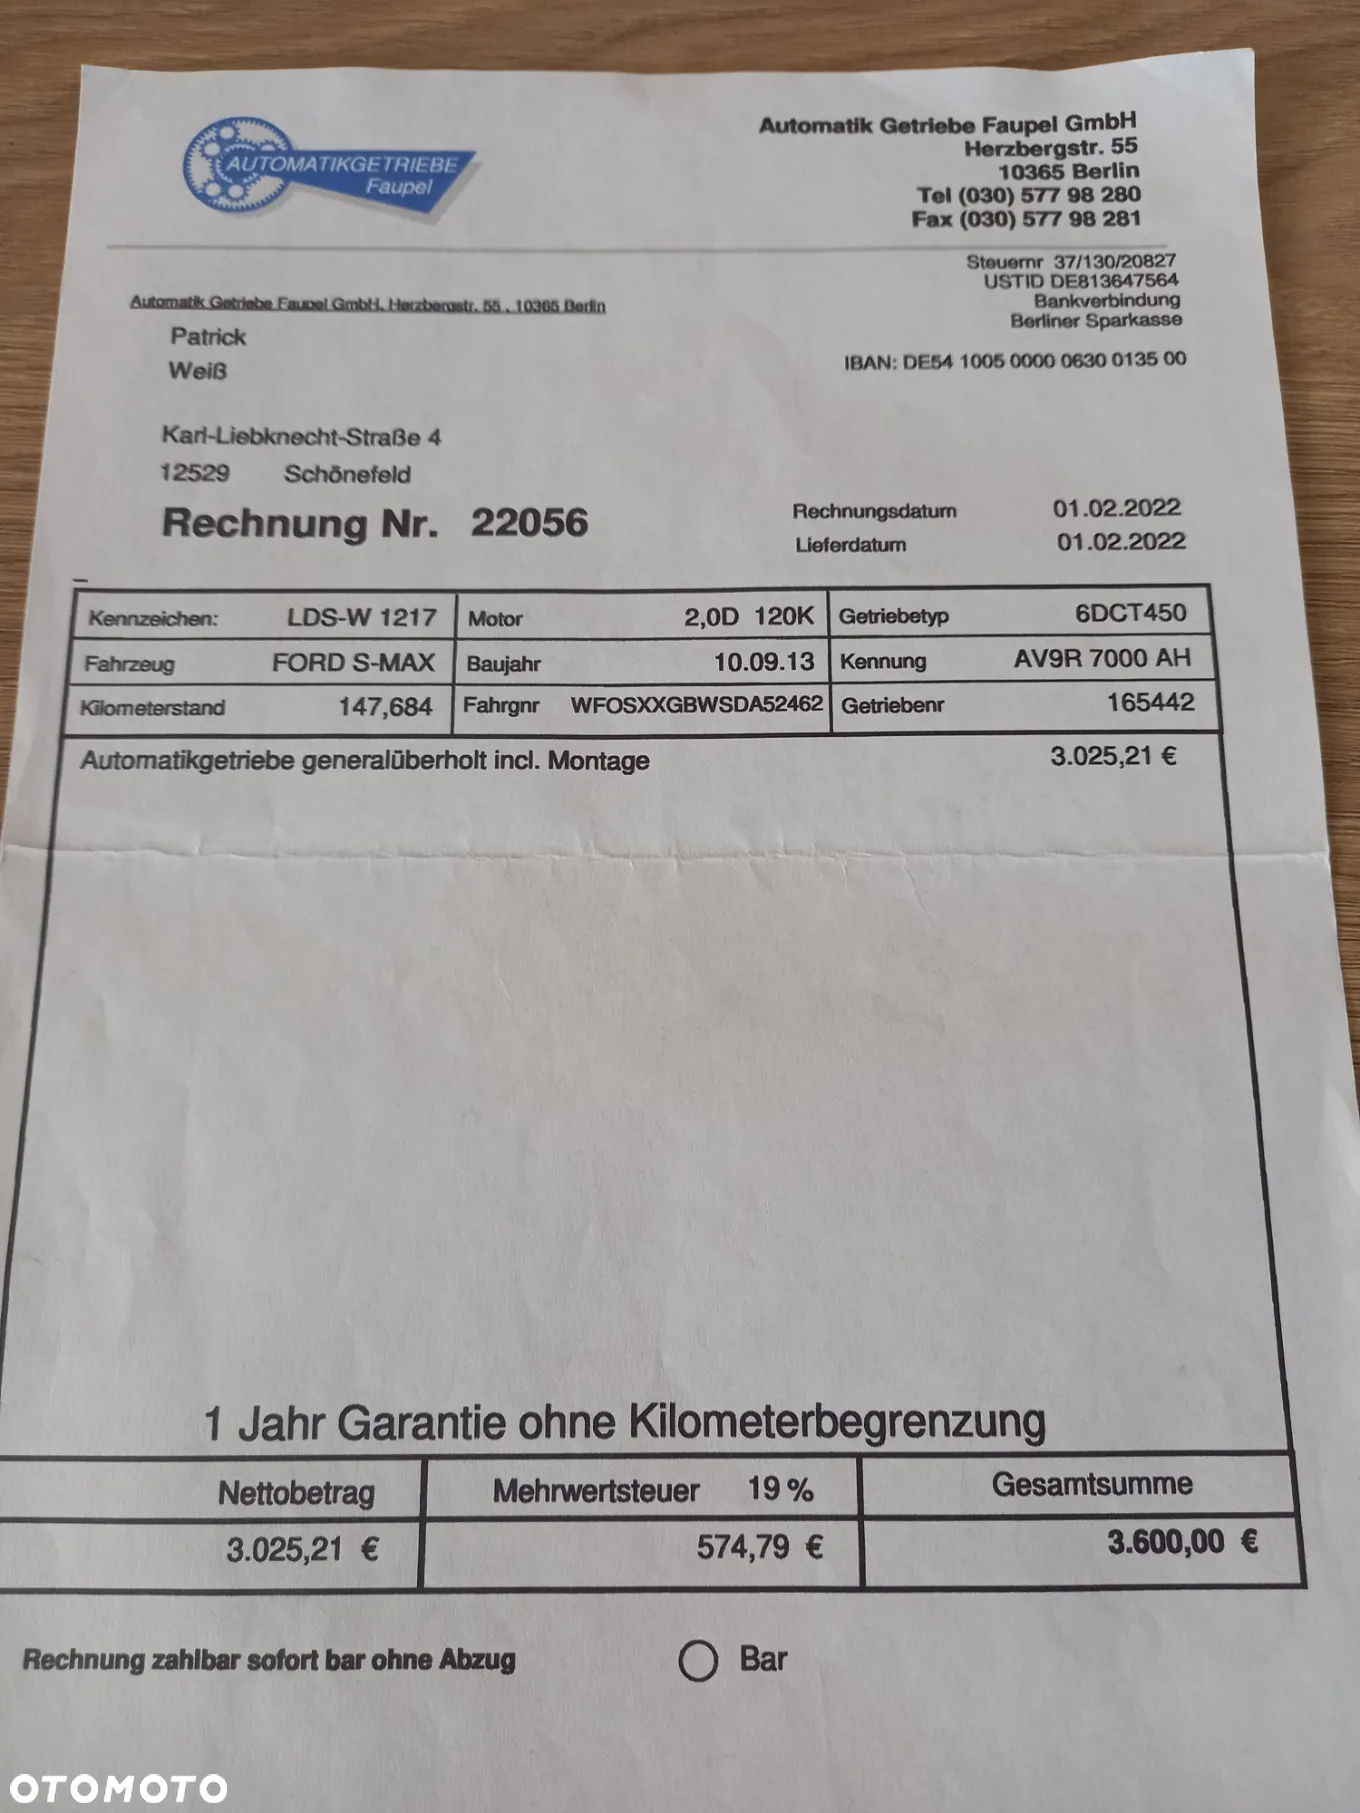 AUTOMATIKGETRIEBE
Faupel
Automatik Getriebe Faupel GmbH
Herzbergstr. 55
10365 Berlin
Tel (030) 577 98 280
Fax (030) 577 98 281
Steuernr 37/130/20827
USTID DE813647564
Bankverbindung
Berliner Sparkasse
IBAN: DE54 1005 0000 0630 0135 00
Automatik Getriebe Faupel GmbH, Herzbergstr. 55 , 10365 Berlin
Patrick
Weiß
Karl-Liebknecht-Straße 4
12529 Schönefeld
Rechnung Nr. 22056
Rechnungsdatum 01.02.2022
Lieferdatum 01.02.2022
Kennzeichen: LDS-W 1217 Motor 2,0D 120K Getriebetyp 6DCT450
Fahrzeug FORD S-MAX Baujahr 10.09.13 Kennung AV9R 7000 AH
Kilometerstand 147,684 Fahrgnr WFOSXXGBWSDA52462 Getriebenr 165442
Automatikgetriebe generalüberholt incl. Montage 3.025,21 €
1 Jahr Garantie ohne Kilometerbegrenzung
Nettobetrag Mehrwertsteuer 19 % Gesamtsumme
3.025,21 € 574,79 € 3.600,00 €
Rechnung zahlbar sofort bar ohne Abzug Bar
OTOMOTO